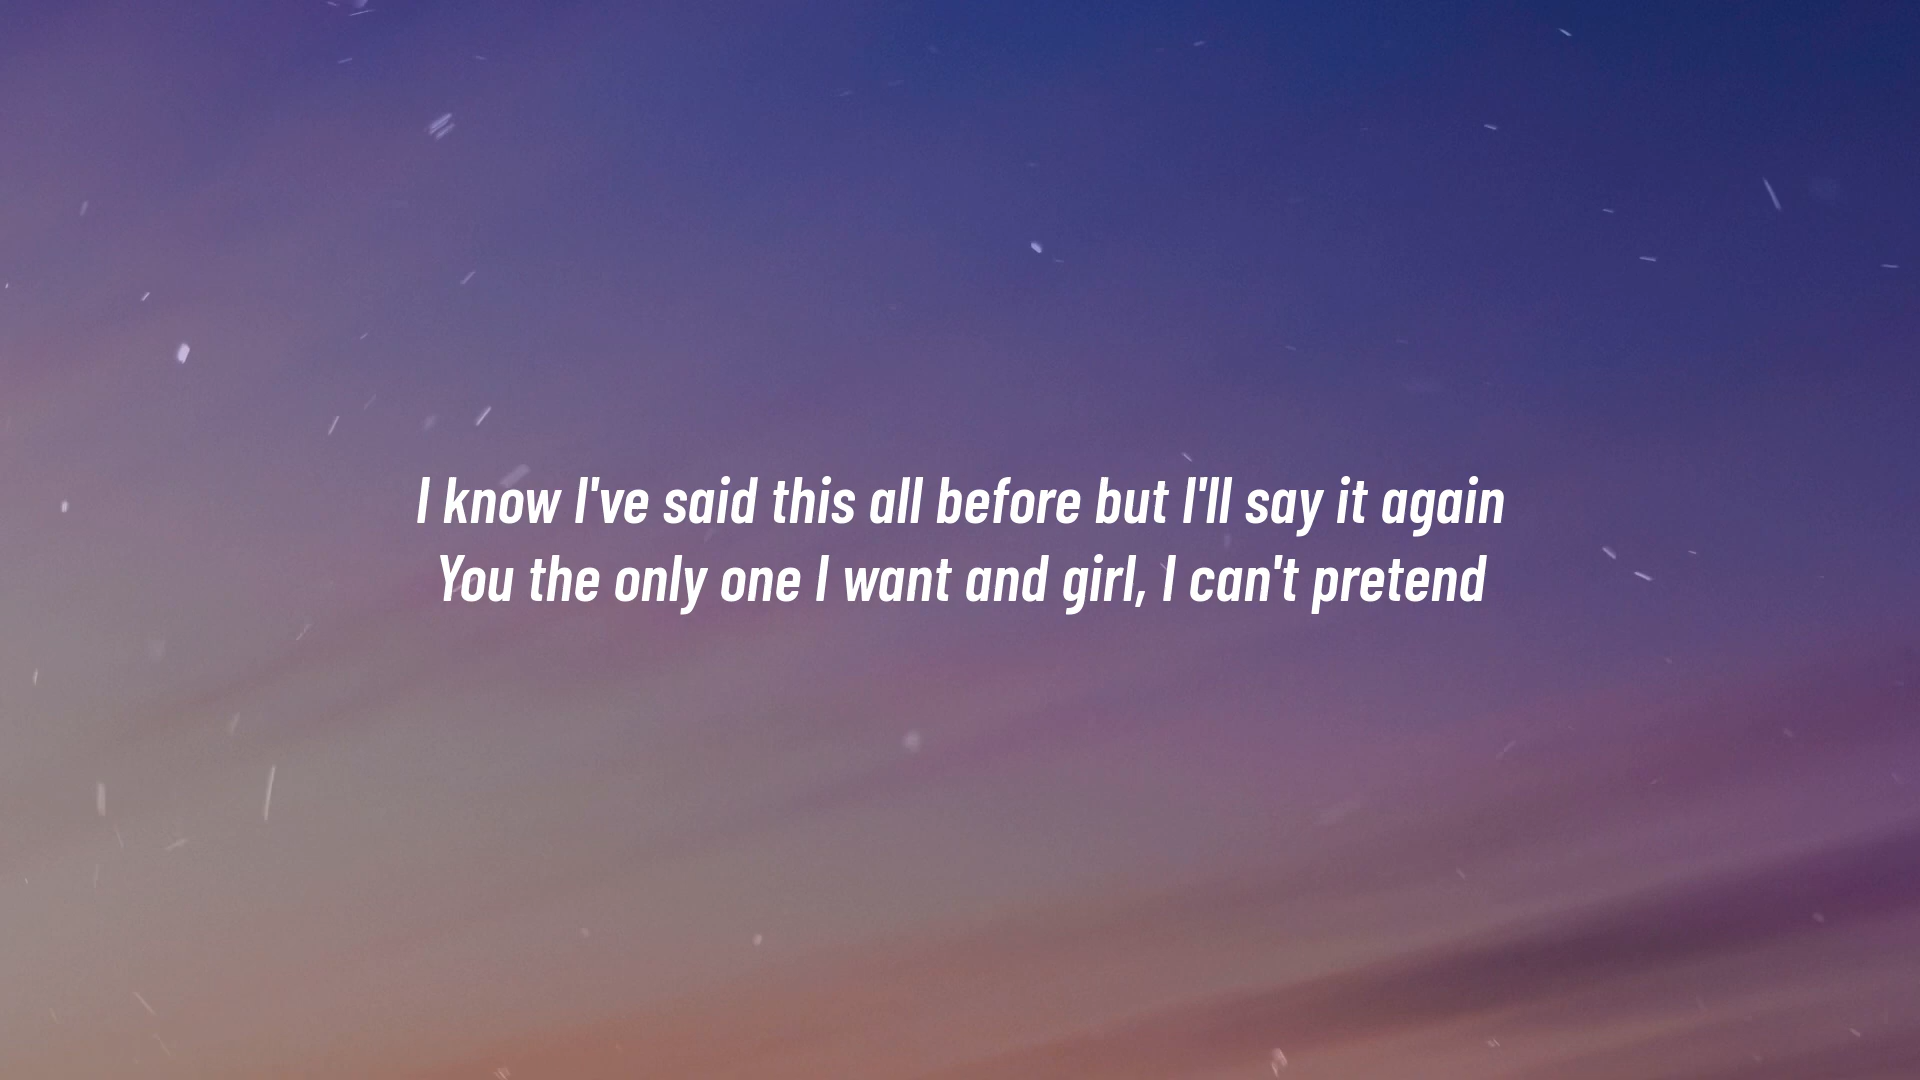 I know I've said this all before but I'll say it again
You the only one I want and girl, I can't pretend